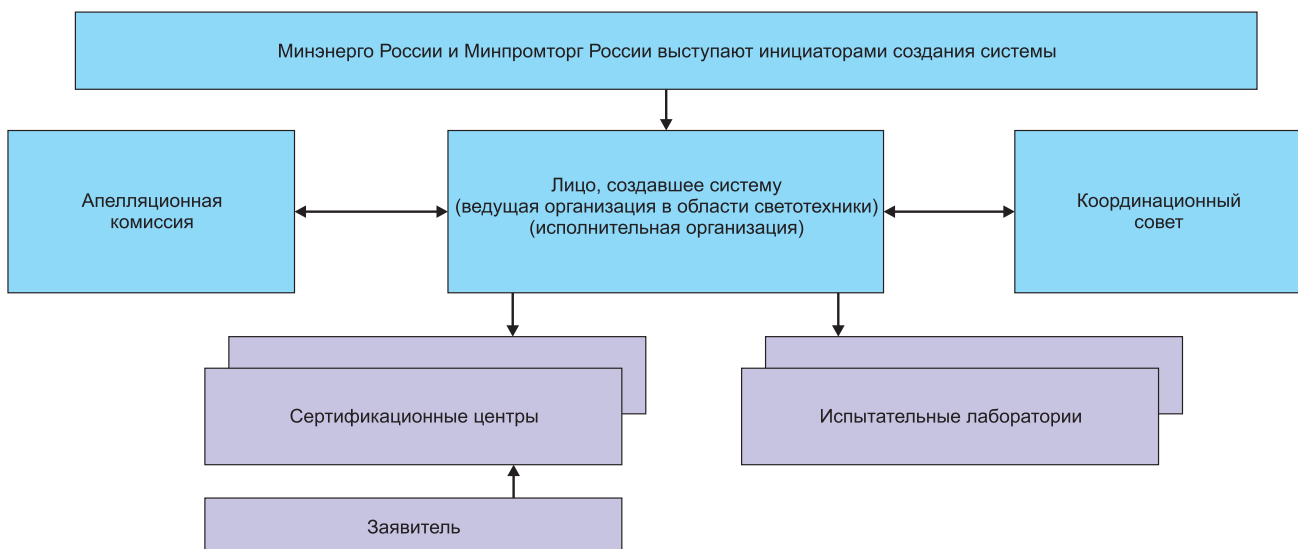 Минэнерго России и Минпромторг России выступают инициаторами создания системы
Апелляционная
комиссия
Лицо, создавшее систему
(ведущая организация в области светотехники)
(исполнительная организация)
Координационный
совет
Сертификационные центры
Испытательные лаборатории
Заявитель